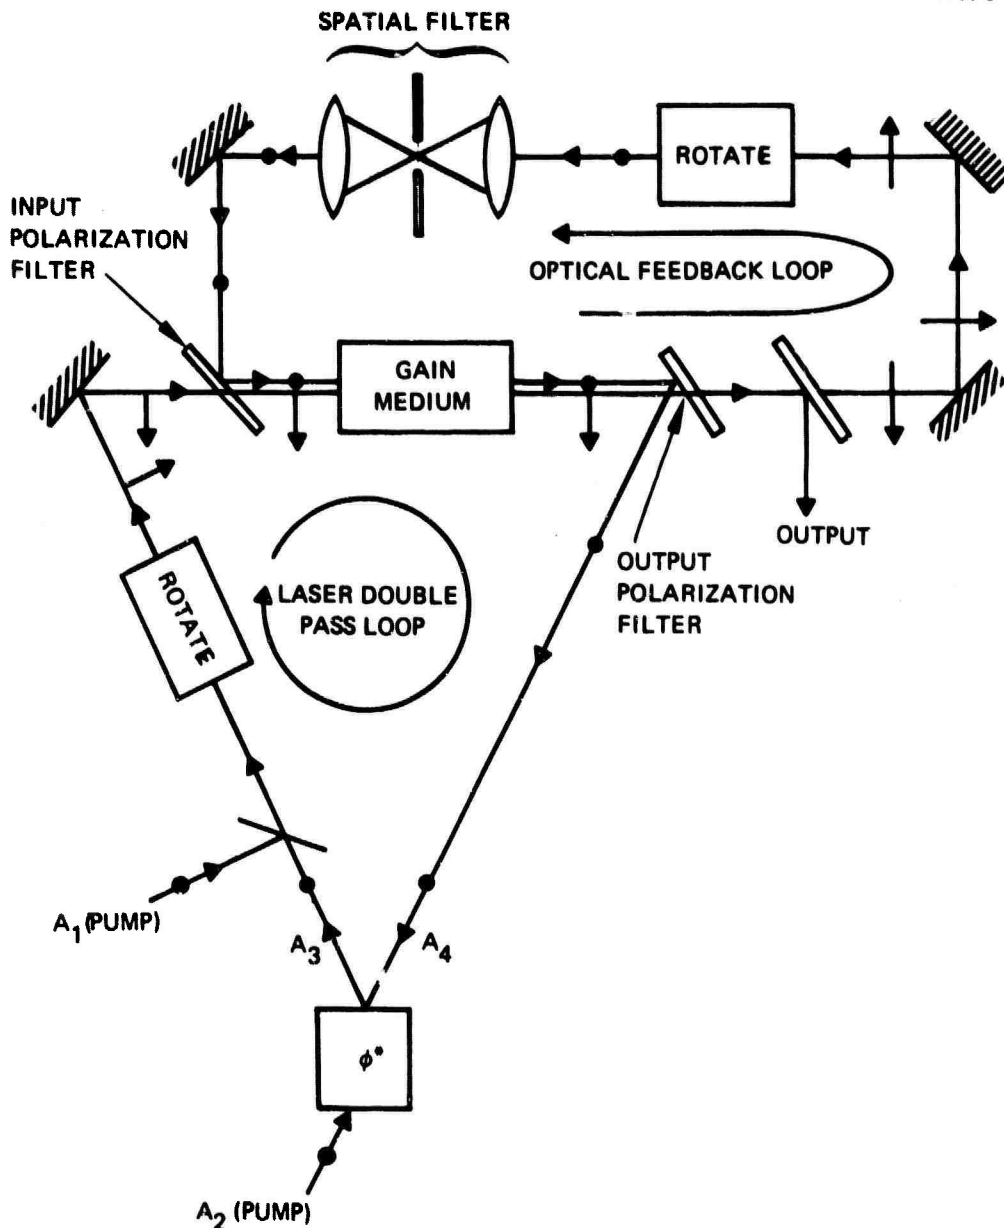 SPATIAL FILTER
ROTATE
INPUT
POLARIZATION
FILTER
OPTICAL FEEDBACK LOOP
GAIN
MEDIUM
OUTPUT
OUTPUT
POLARIZATION
FILTER
LASER DOUBLE
PASS LOOP
ROTATE
A₁ (PUMP)
A₃
A₄
ϕ*
A₂ (PUMP)